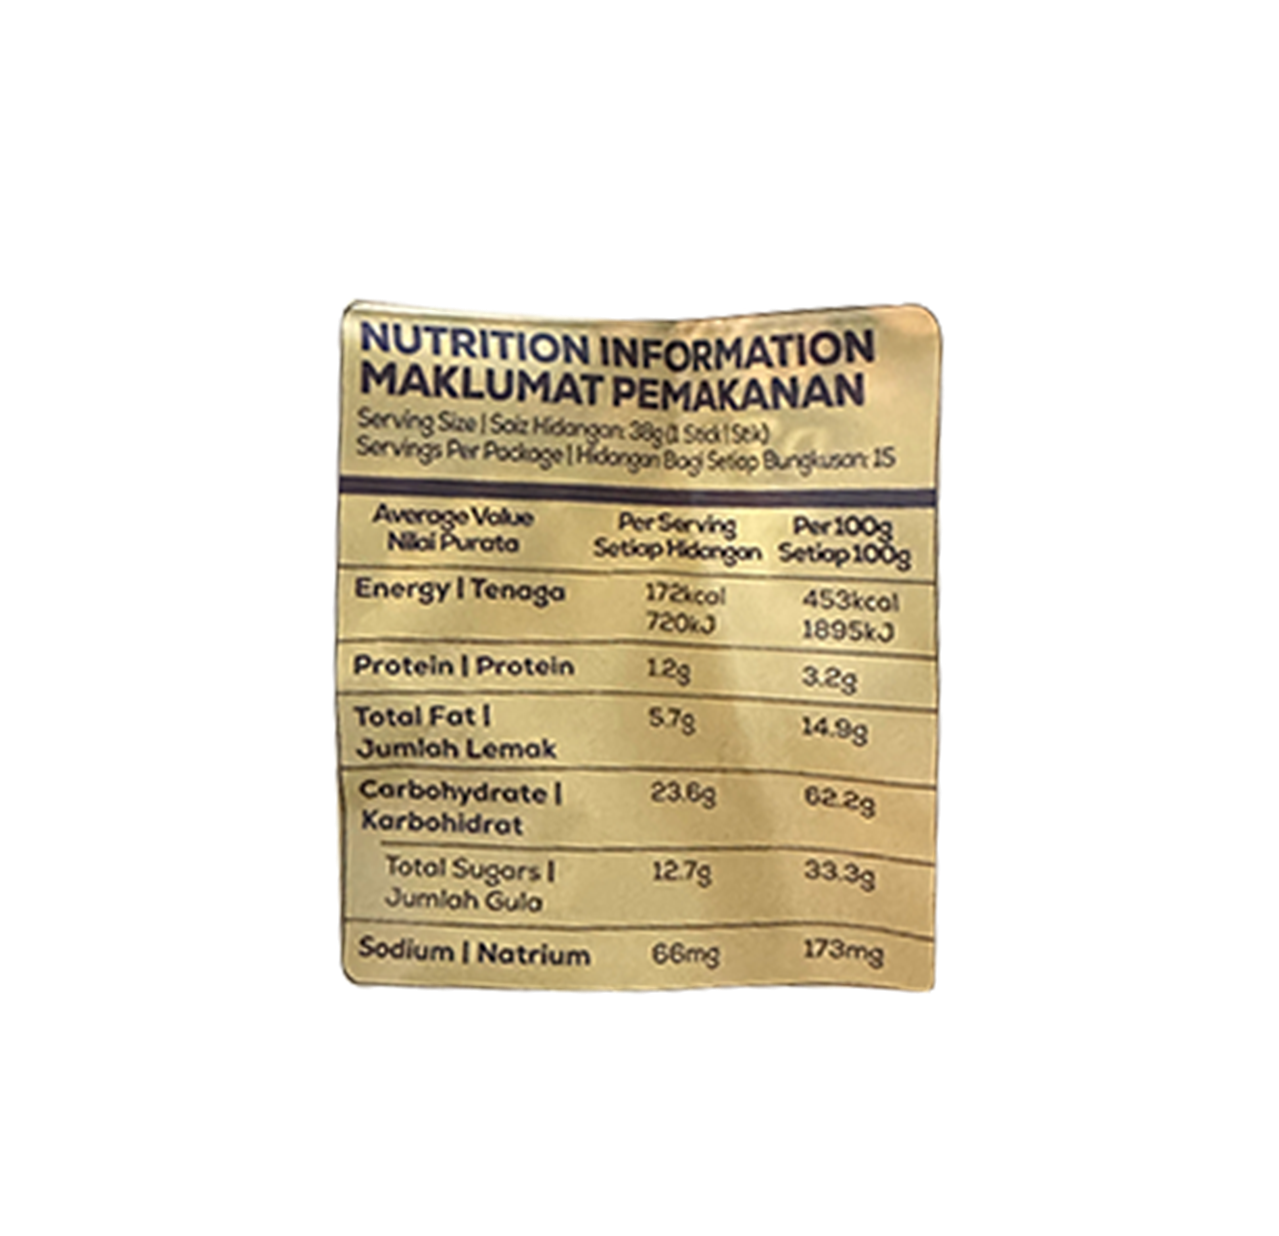 NUTRITION INFORMATION
MAKLUMAT PEMAKANAN
Serving Size | Saiz Hidangan: 38g (1 Stick | Stik)
Servings Per Package | Hidangan Bagi Setiap Bungkusan: 15
Average Value Per Serving Per 100g
Nilai Purata Setiap Hidangan Setiap 100g
Energy | Tenaga 172kcal 453kcal
720kJ 1895kJ
Protein | Protein 1.2g 3.2g
Total Fat | 5.7g 14.9g
Jumlah Lemak
Carbohydrate | 23.6g 62.2g
Karbohidrat
Total Sugars | 12.7g 33.3g
Jumlah Gula
Sodium | Natrium 66mg 173mg